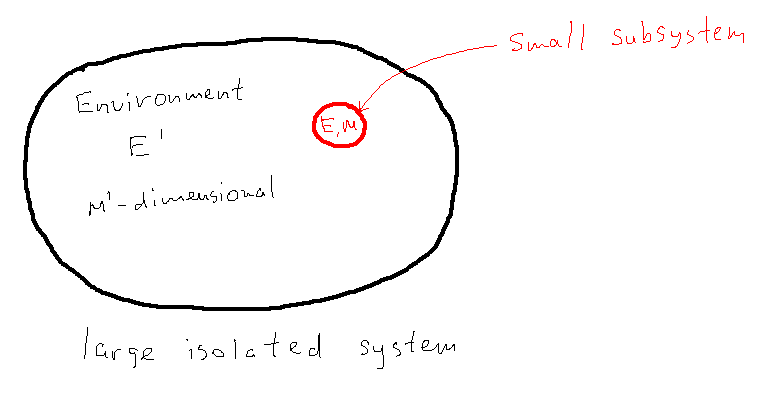 small subsystem
Environment
E'
M'-dimensional
E,M
large isolated system